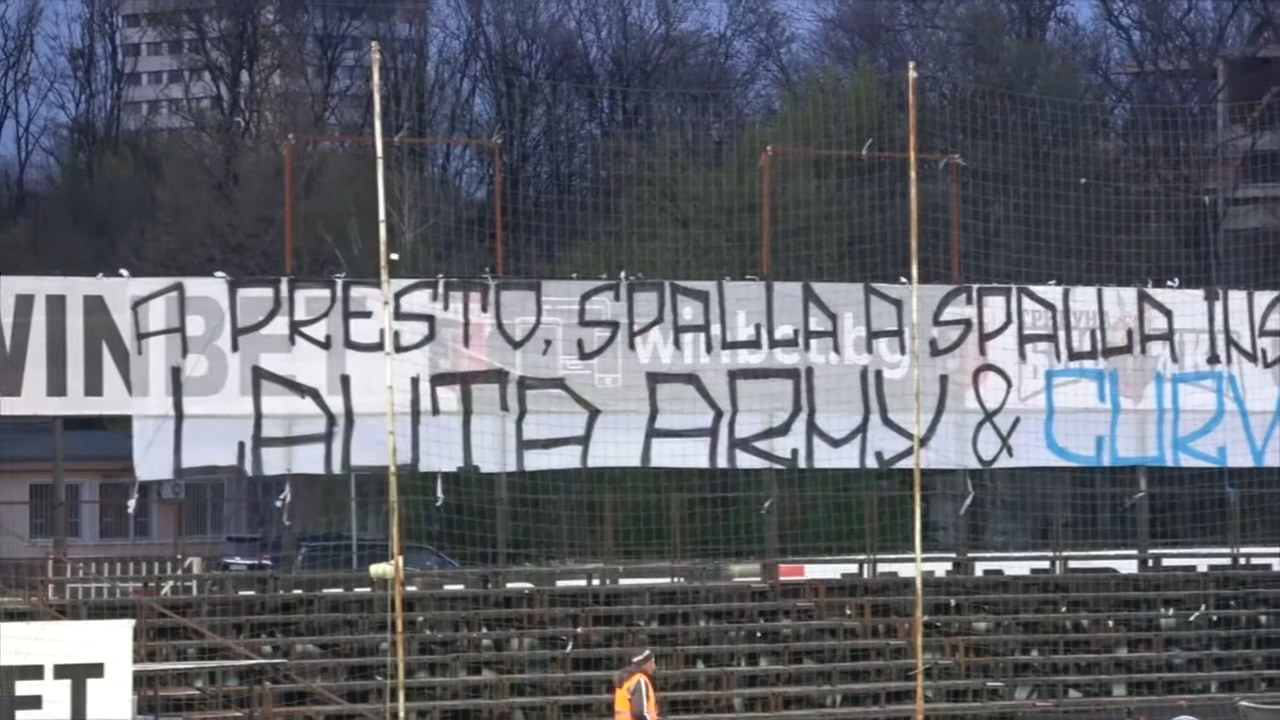 WINBET
A PRESTO, SPALLA A SPALLA INS
LAUTA ARMY & CURV
winbet.bg
ET